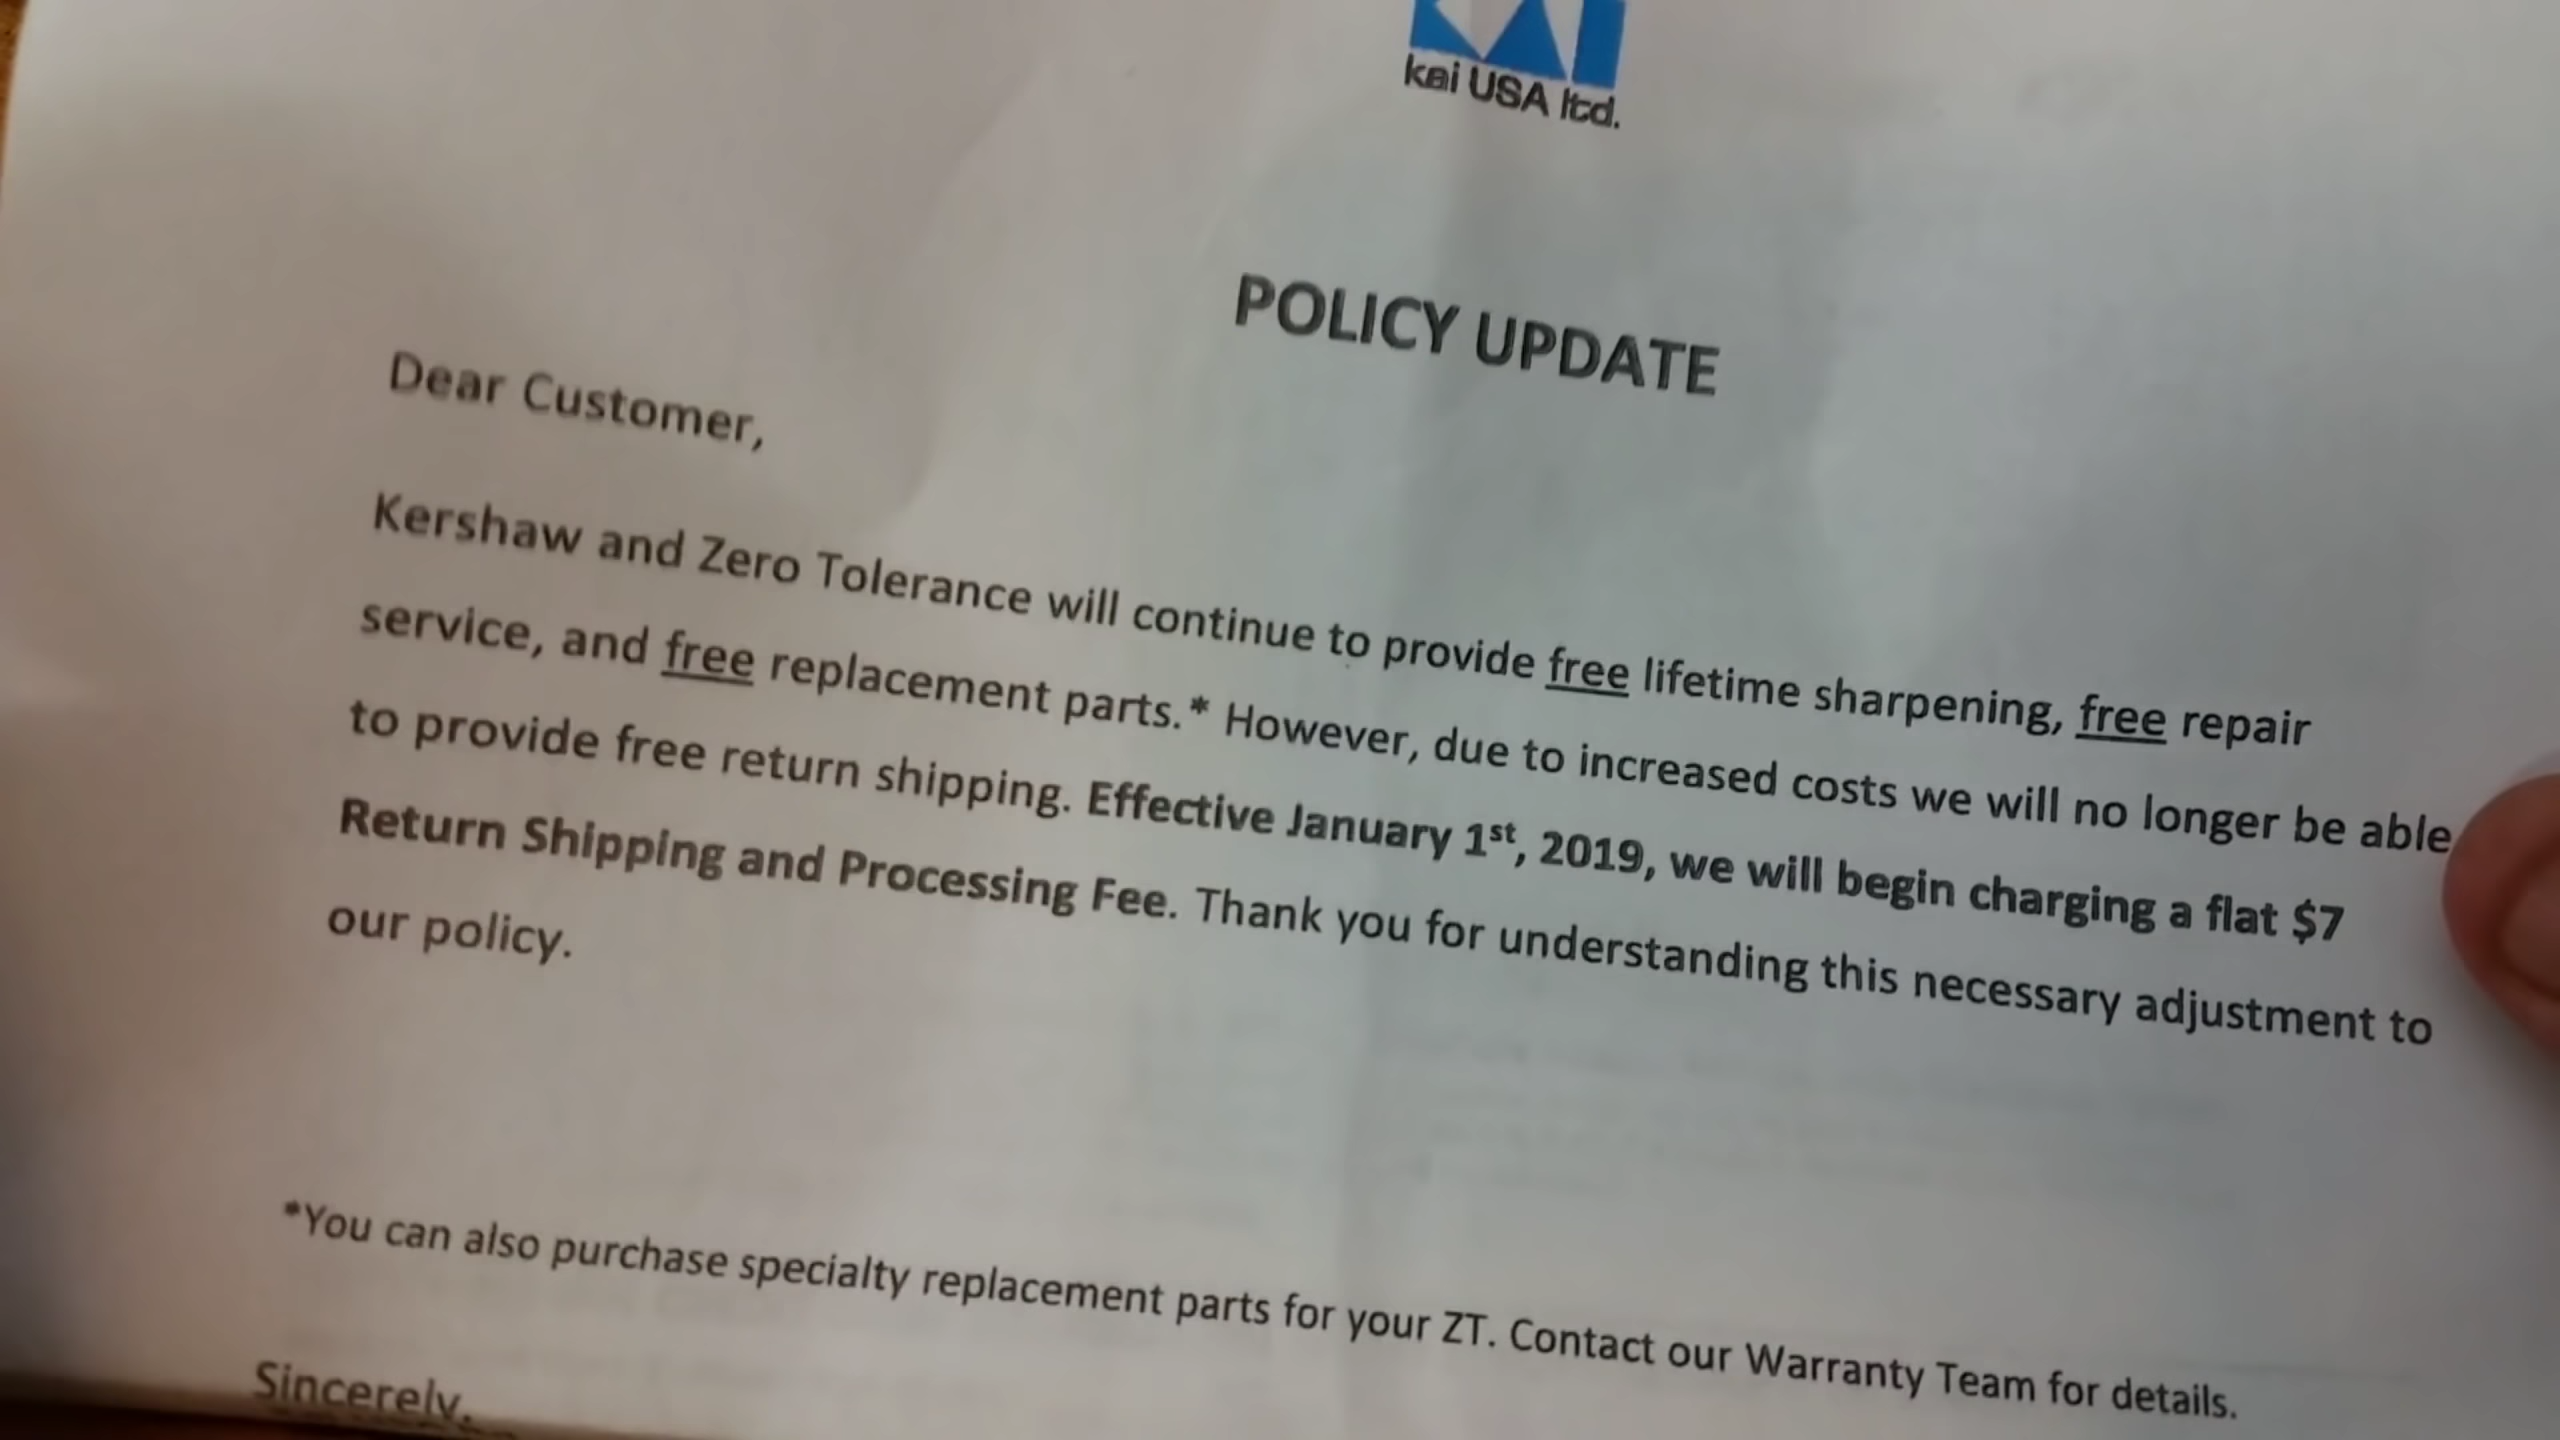 kai USA ltd.
POLICY UPDATE
Dear Customer,
Kershaw and Zero Tolerance will continue to provide free lifetime sharpening, free repair
service, and free replacement parts.* However, due to increased costs we will no longer be able
to provide free return shipping. Effective January 1st, 2019, we will begin charging a flat $7
Return Shipping and Processing Fee. Thank you for understanding this necessary adjustment to
our policy.
*You can also purchase specialty replacement parts for your ZT. Contact our Warranty Team for details.
Sincerely,